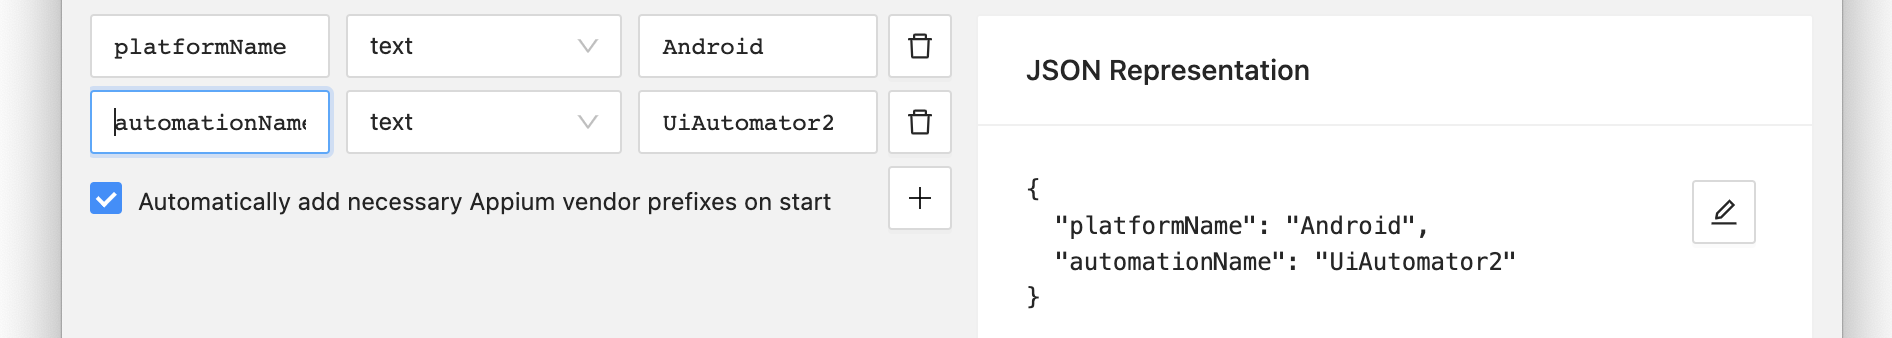 platformName text Android
automationName text UiAutomator2
Automatically add necessary Appium vendor prefixes on start
JSON Representation
{
"platformName": "Android",
"automationName": "UiAutomator2"
}